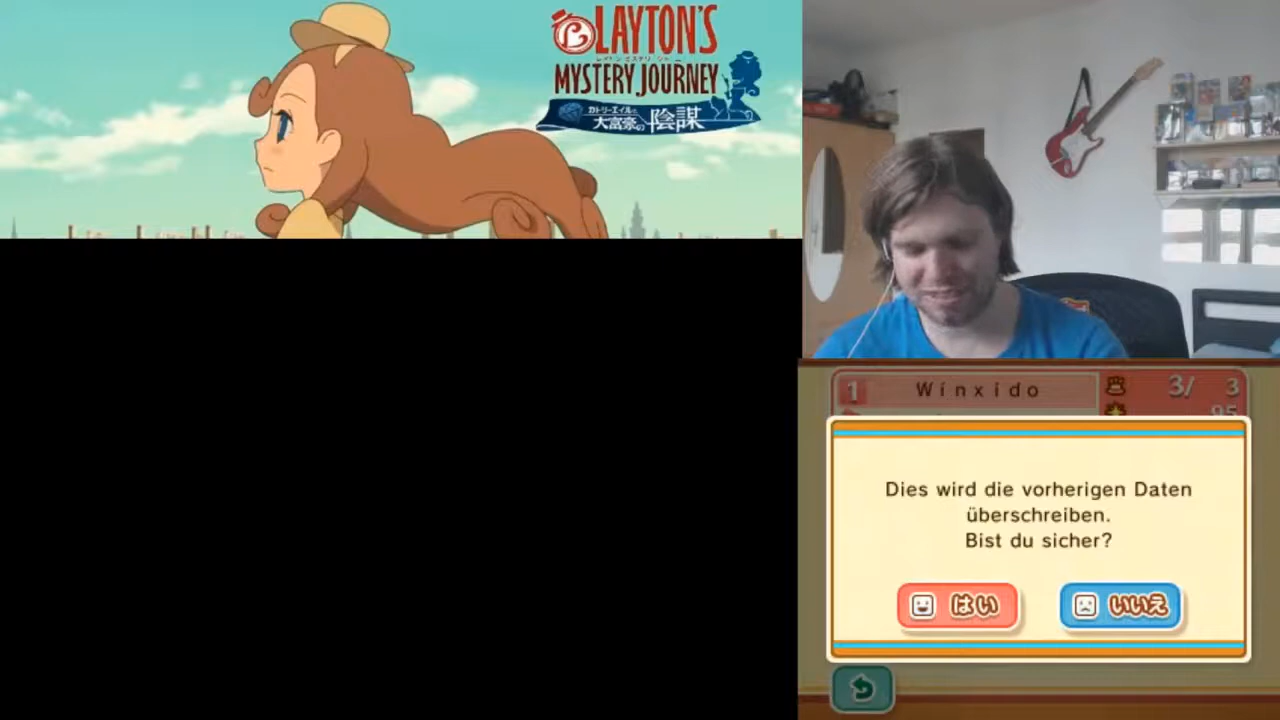 LAYTON'S
レイトン ミステリージャーニー
MYSTERY JOURNEY
カトリーエイルと
大富豪の陰謀
1 Winxido 3/ 3
95
Dies wird die vorherigen Daten
überschreiben.
Bist du sicher?
はい いいえ